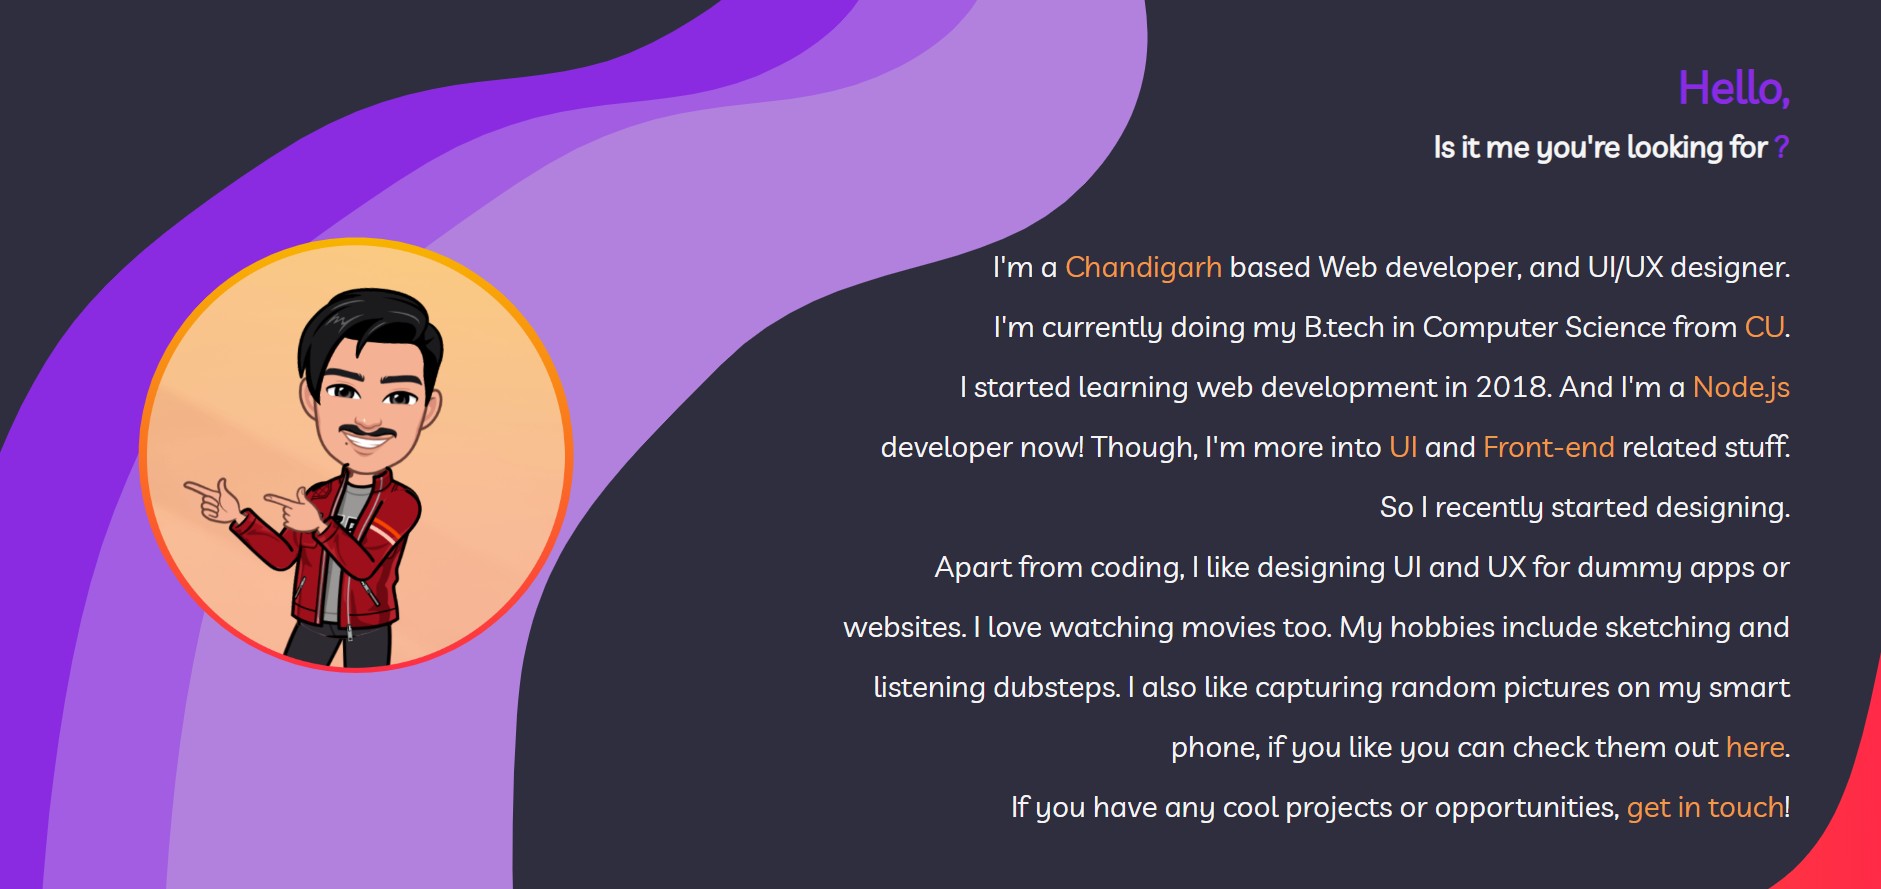 Hello,
Is it me you're looking for ?
I'm a Chandigarh based Web developer, and UI/UX designer.
I'm currently doing my B.tech in Computer Science from CU.
I started learning web development in 2018. And I'm a Node.js
developer now! Though, I'm more into UI and Front-end related stuff.
So I recently started designing.
Apart from coding, I like designing UI and UX for dummy apps or
websites. I love watching movies too. My hobbies include sketching and
listening dubsteps. I also like capturing random pictures on my smart
phone, if you like you can check them out here.
If you have any cool projects or opportunities, get in touch!